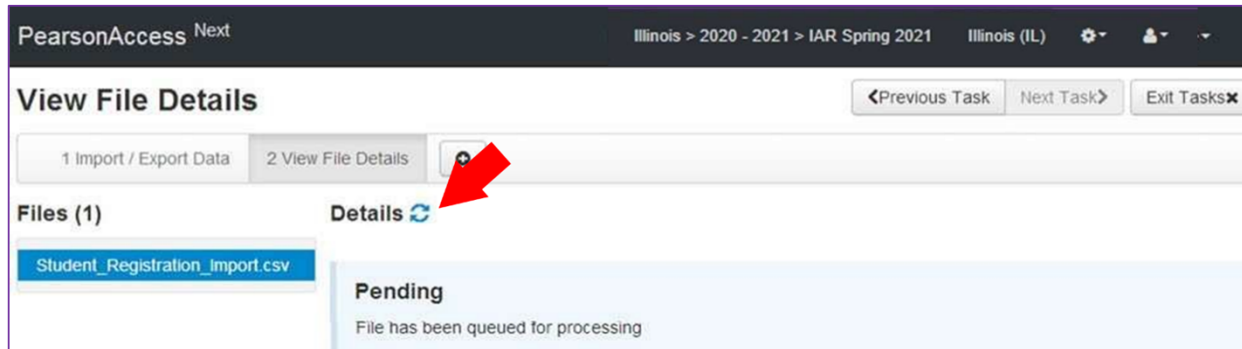 PearsonAccess Next Illinois > 2020 - 2021 > IAR Spring 2021 Illinois (IL)
View File Details <Previous Task Next Task> Exit Tasks×
1 Import / Export Data 2 View File Details
Files (1) Details
Student_Registration_Import.csv
Pending
File has been queued for processing